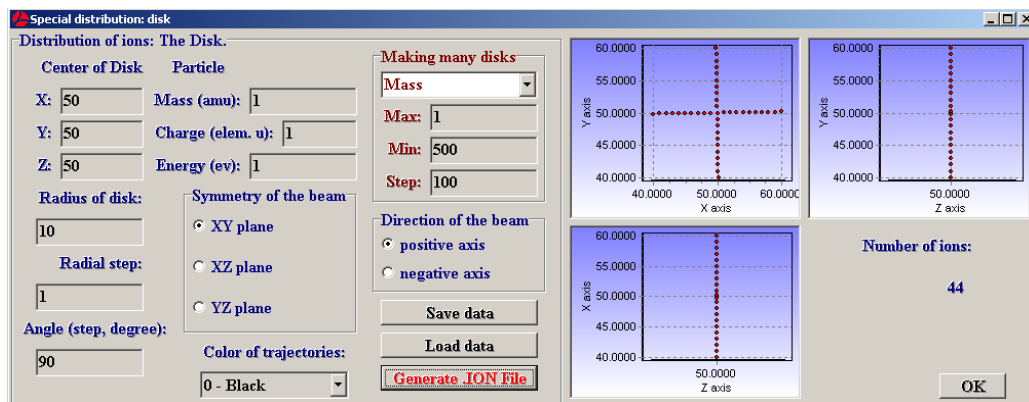 Special distribution: disk
Distribution of ions: The Disk.
Center of Disk Particle
X: 50 Mass (amu): 1
Y: 50 Charge (elem. u): 1
Z: 50 Energy (ev): 1
Radius of disk:
10
Radial step:
1
Angle (step, degree):
90
Symmetry of the beam
XY plane
XZ plane
YZ plane
Color of trajectories:
0 - Black
Making many disks
Mass
Max: 1
Min: 500
Step: 100
Direction of the beam
positive axis
negative axis
Save data
Load data
Generate .ION File
60.0000
55.0000
50.0000
45.0000
40.0000
Y axis
40.0000 50.0000 60.0000
X axis
60.0000
55.0000
50.0000
45.0000
40.0000
Y axis
50.0000
Z axis
60.0000
55.0000
50.0000
45.0000
40.0000
X axis
50.0000
Z axis
Number of ions:
44
OK